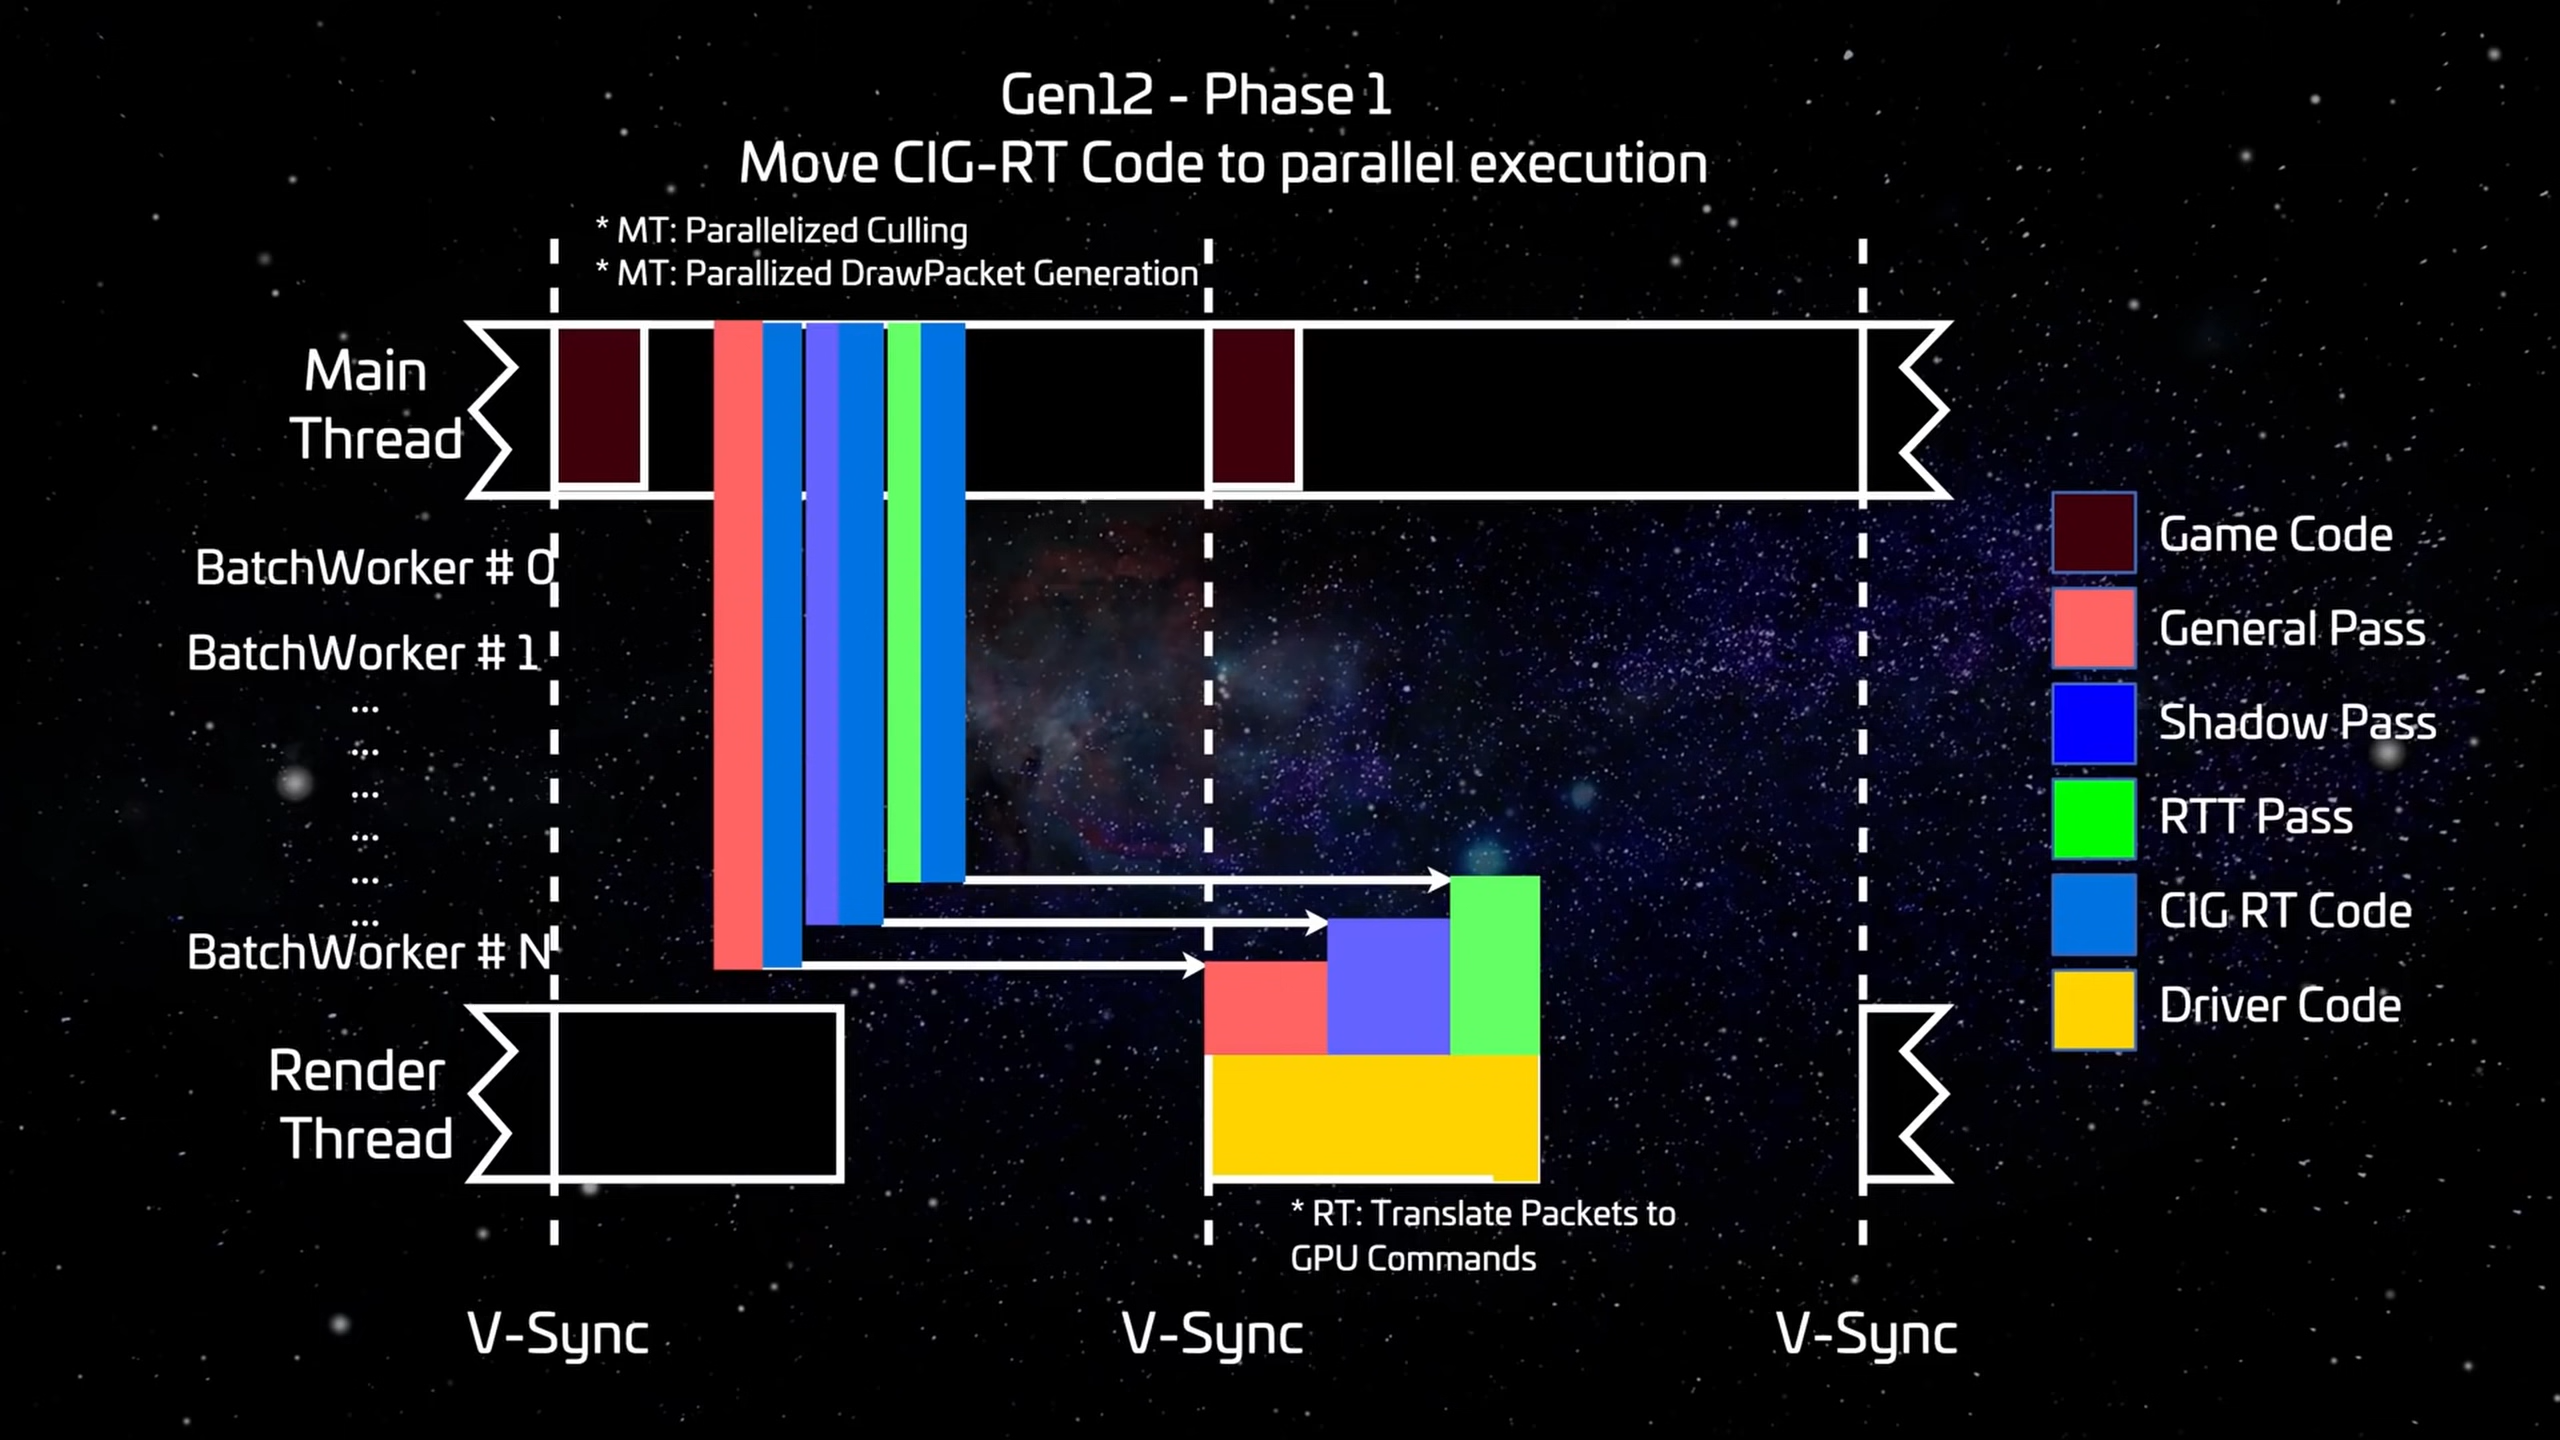 Gen12 - Phase 1
Move CIG-RT Code to parallel execution
* MT: Parallelized Culling
* MT: Parallized DrawPacket Generation
Main
Thread
BatchWorker # 0
BatchWorker # 1
...
...
...
...
...
...
BatchWorker # N
Render
Thread
Game Code
General Pass
Shadow Pass
RTT Pass
CIG RT Code
Driver Code
* RT: Translate Packets to
GPU Commands
V-Sync
V-Sync
V-Sync